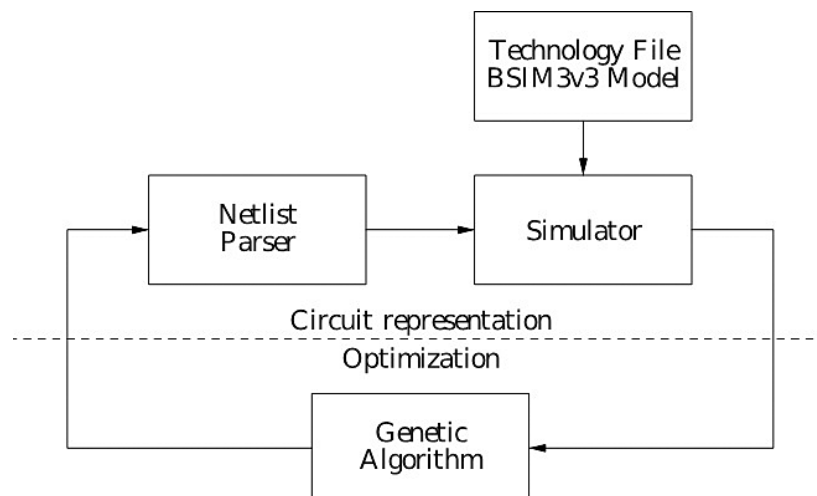 Technology File
BSIM3v3 Model
Netlist
Parser
Simulator
Circuit representation
Optimization
Genetic
Algorithm